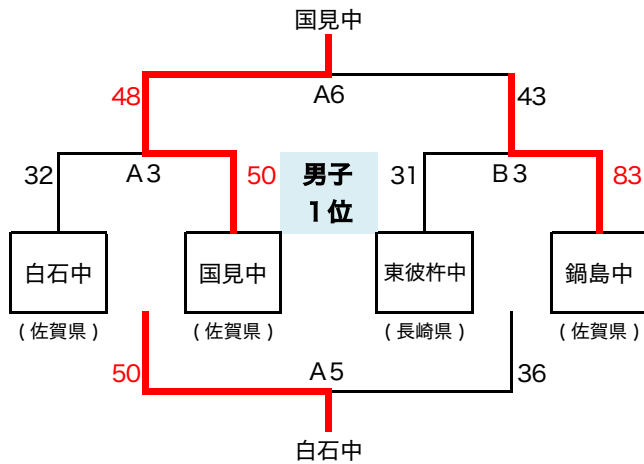 国見中
48
A6
43
32
A3
50
男子
1位
31
B3
83
白石中
国見中
東彼杵中
鍋島中
(佐賀県)
(佐賀県)
(長崎県)
(佐賀県)
50
A5
36
白石中